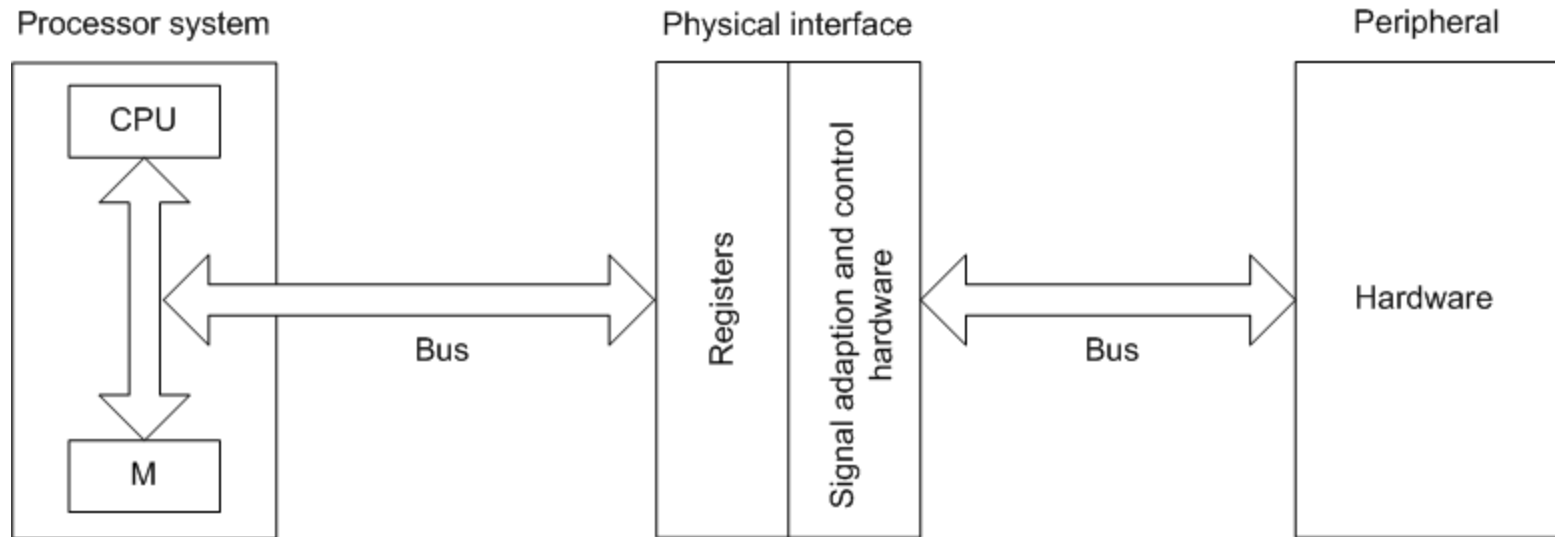 Processor system
Physical interface
Peripheral
CPU
M
Bus
Registers
Signal adaption and control
hardware
Bus
Hardware